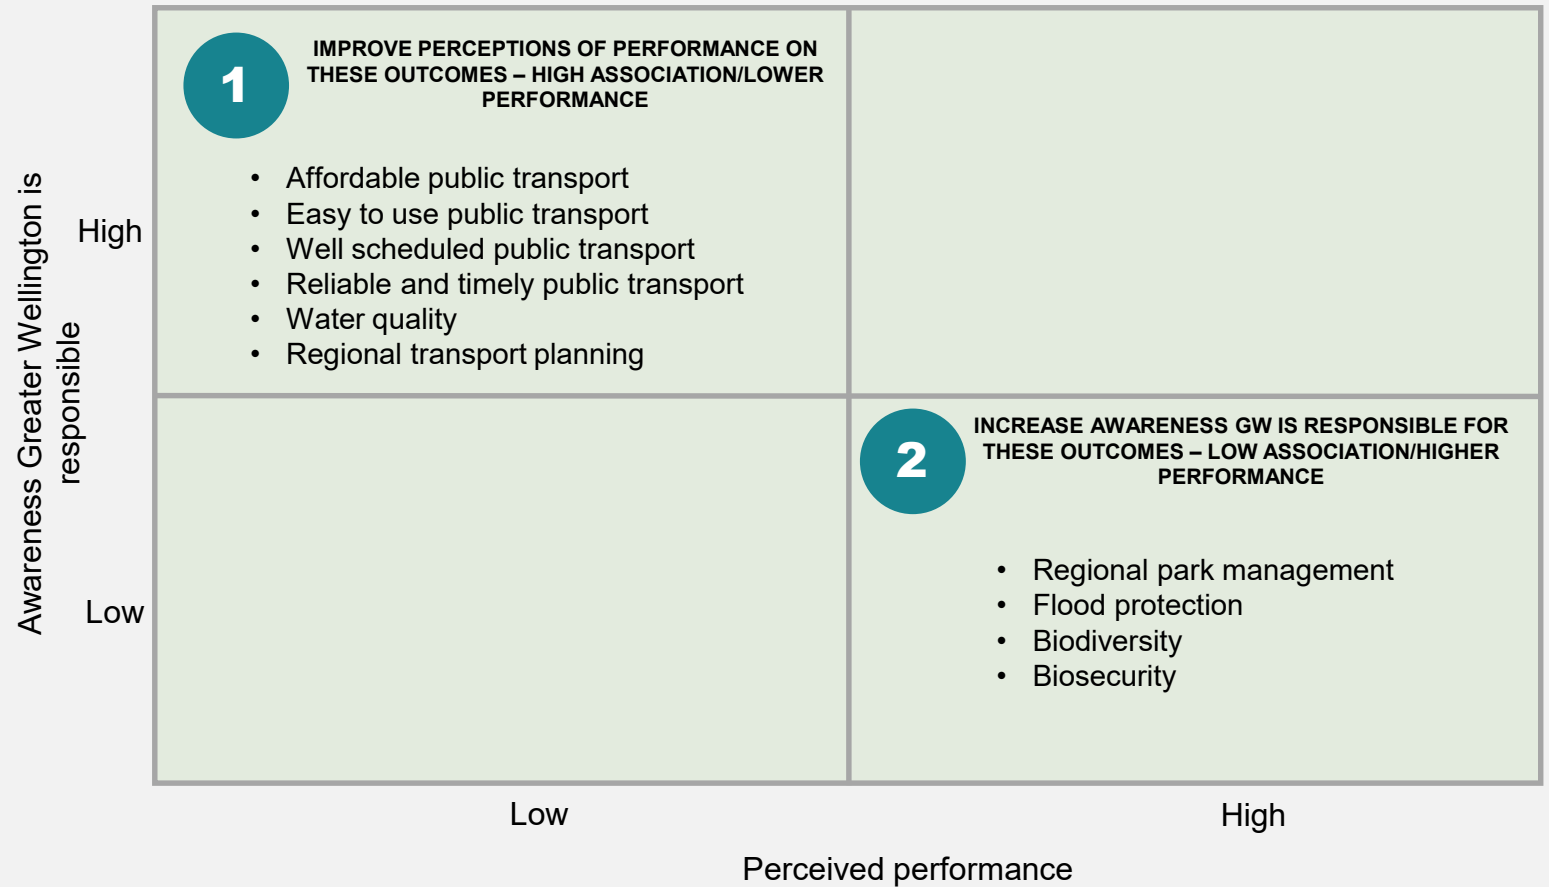 1
IMPROVE PERCEPTIONS OF PERFORMANCE ON
THESE OUTCOMES – HIGH ASSOCIATION/LOWER
PERFORMANCE
• Affordable public transport
• Easy to use public transport
• Well scheduled public transport
• Reliable and timely public transport
• Water quality
• Regional transport planning
Awareness Greater Wellington is
responsible
High
Low
2
INCREASE AWARENESS GW IS RESPONSIBLE FOR
THESE OUTCOMES – LOW ASSOCIATION/HIGHER
PERFORMANCE
• Regional park management
• Flood protection
• Biodiversity
• Biosecurity
Low
High
Perceived performance